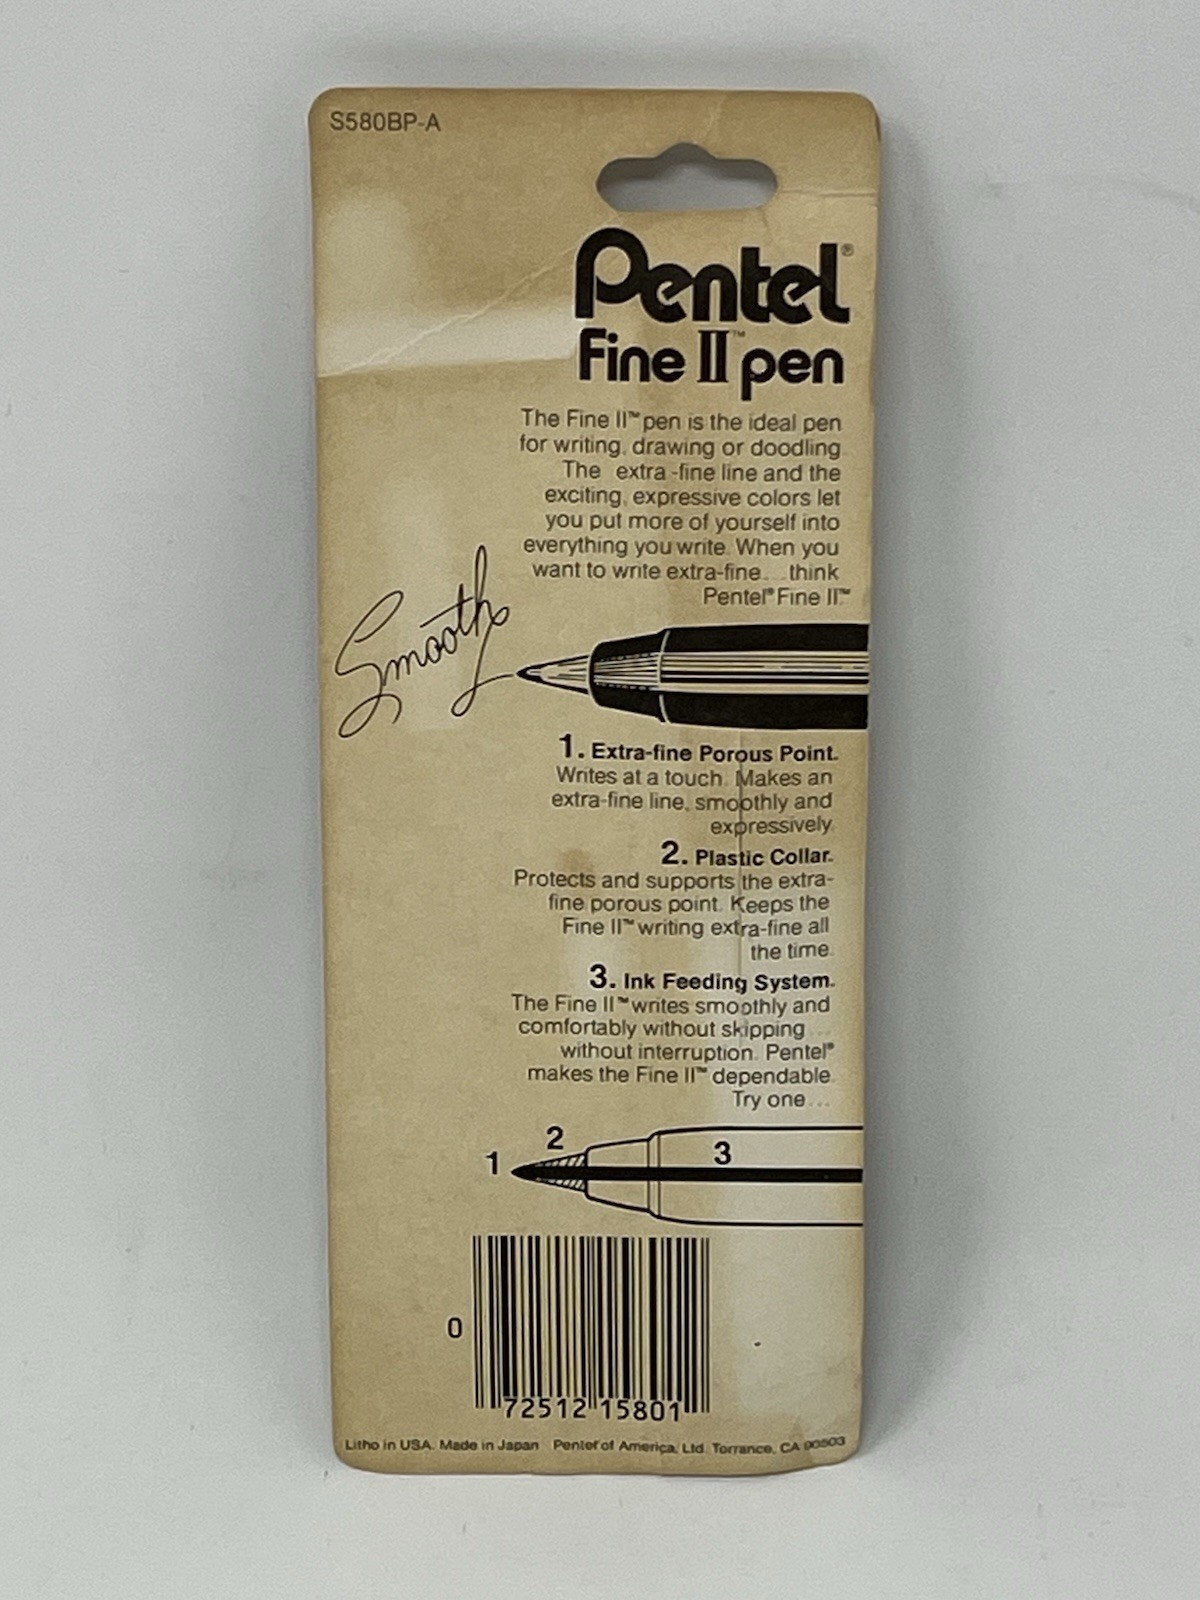 S580BP-A
Pentel®
Fine II™ pen
The Fine II™ pen is the ideal pen
for writing, drawing or doodling.
The extra-fine line and the
exciting, expressive colors let
you put more of yourself into
everything you write. When you
want to write extra-fine... think
Pentel® Fine II™
Smooth
1. Extra-fine Porous Point.
Writes at a touch. Makes an
extra-fine line, smoothly and
expressively.
2. Plastic Collar.
Protects and supports the extra-
fine porous point. Keeps the
Fine II™ writing extra-fine all
the time.
3. Ink Feeding System.
The Fine II™ writes smoothly and
comfortably without skipping...
without interruption. Pentel®
makes the Fine II™ dependable.
Try one...
1 2 3
0 72512 15801
Litho in USA. Made in Japan Pentel® of America, Ltd. Torrance, CA 90503